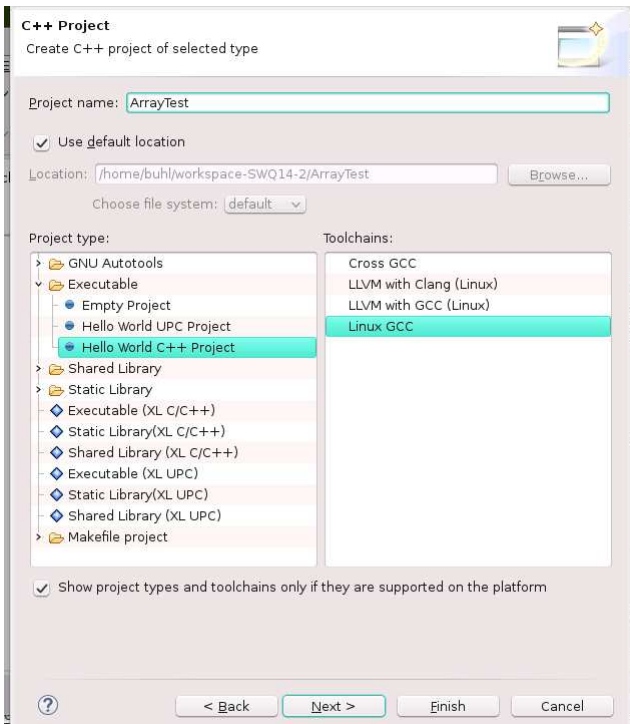 C++ Project
Create C++ project of selected type
Project name: ArrayTest
Use default location
Location: /home/buhl/workspace-SWQ14-2/ArrayTest Browse...
Choose file system: default
Project type: Toolchains:
GNU Autotools Cross GCC
Executable LLVM with Clang (Linux)
Empty Project LLVM with GCC (Linux)
Hello World UPC Project Linux GCC
Hello World C++ Project
Shared Library
Static Library
Executable (XL C/C++)
Static Library(XL C/C++)
Shared Library (XL C/C++)
Executable (XL UPC)
Static Library(XL UPC)
Shared Library (XL UPC)
Makefile project
Show project types and toolchains only if they are supported on the platform
? < Back Next > Finish Cancel